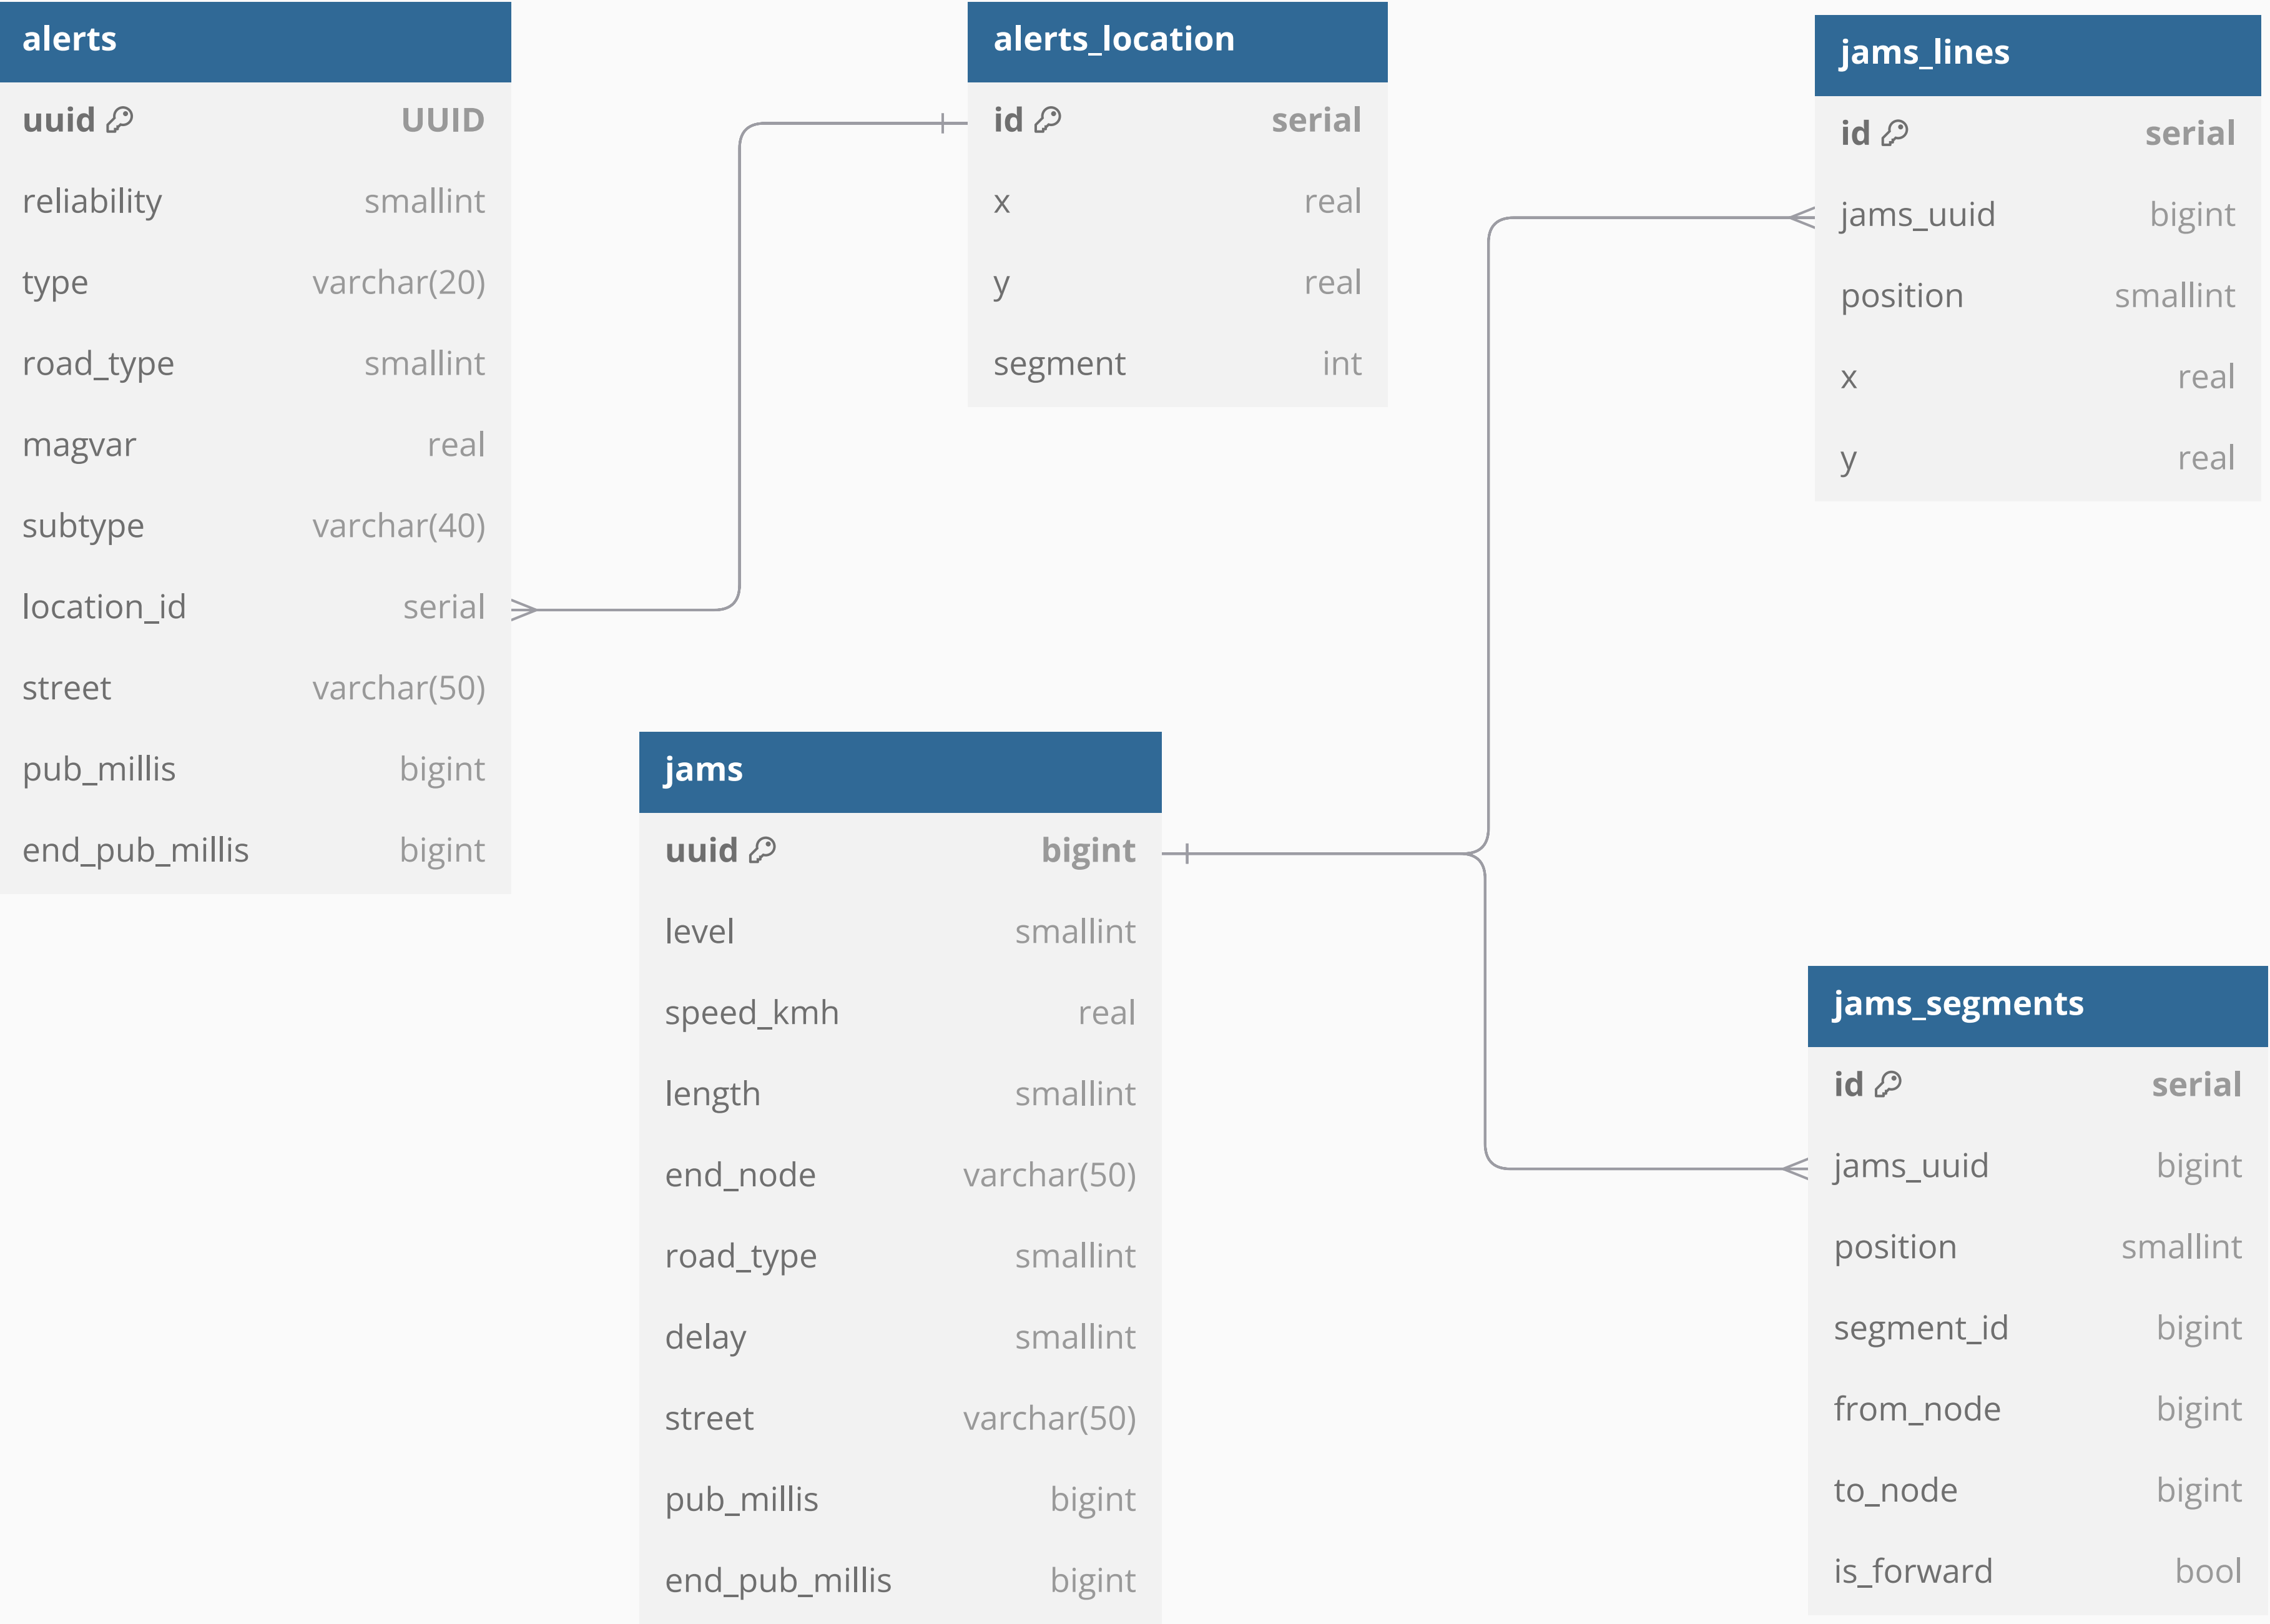 alerts
uuid UUID
reliability smallint
type varchar(20)
road_type smallint
magvar real
subtype varchar(40)
location_id serial
street varchar(50)
pub_millis bigint
end_pub_millis bigint
alerts_location
id serial
x real
y real
segment int
jams_lines
id serial
jams_uuid bigint
position smallint
x real
y real
jams
uuid bigint
level smallint
speed_kmh real
length smallint
end_node varchar(50)
road_type smallint
delay smallint
street varchar(50)
pub_millis bigint
end_pub_millis bigint
jams_segments
id serial
jams_uuid bigint
position smallint
segment_id bigint
from_node bigint
to_node bigint
is_forward bool